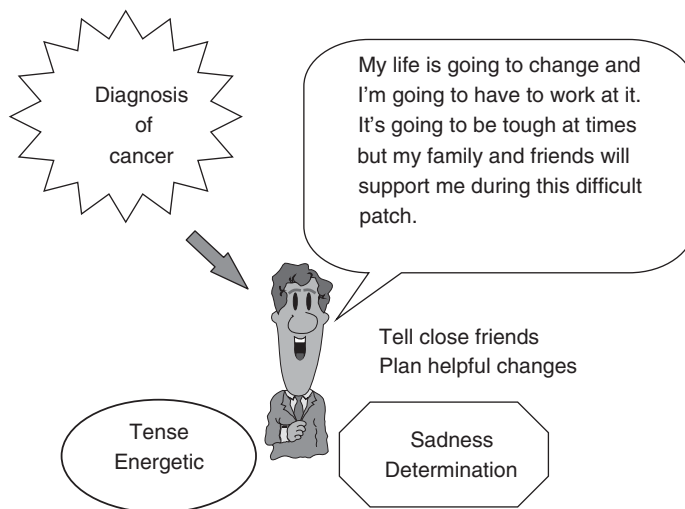 Diagnosis
of
cancer
My life is going to change and
I'm going to have to work at it.
It's going to be tough at times
but my family and friends will
support me during this difficult
patch.
Tell close friends
Plan helpful changes
Tense
Energetic
Sadness
Determination